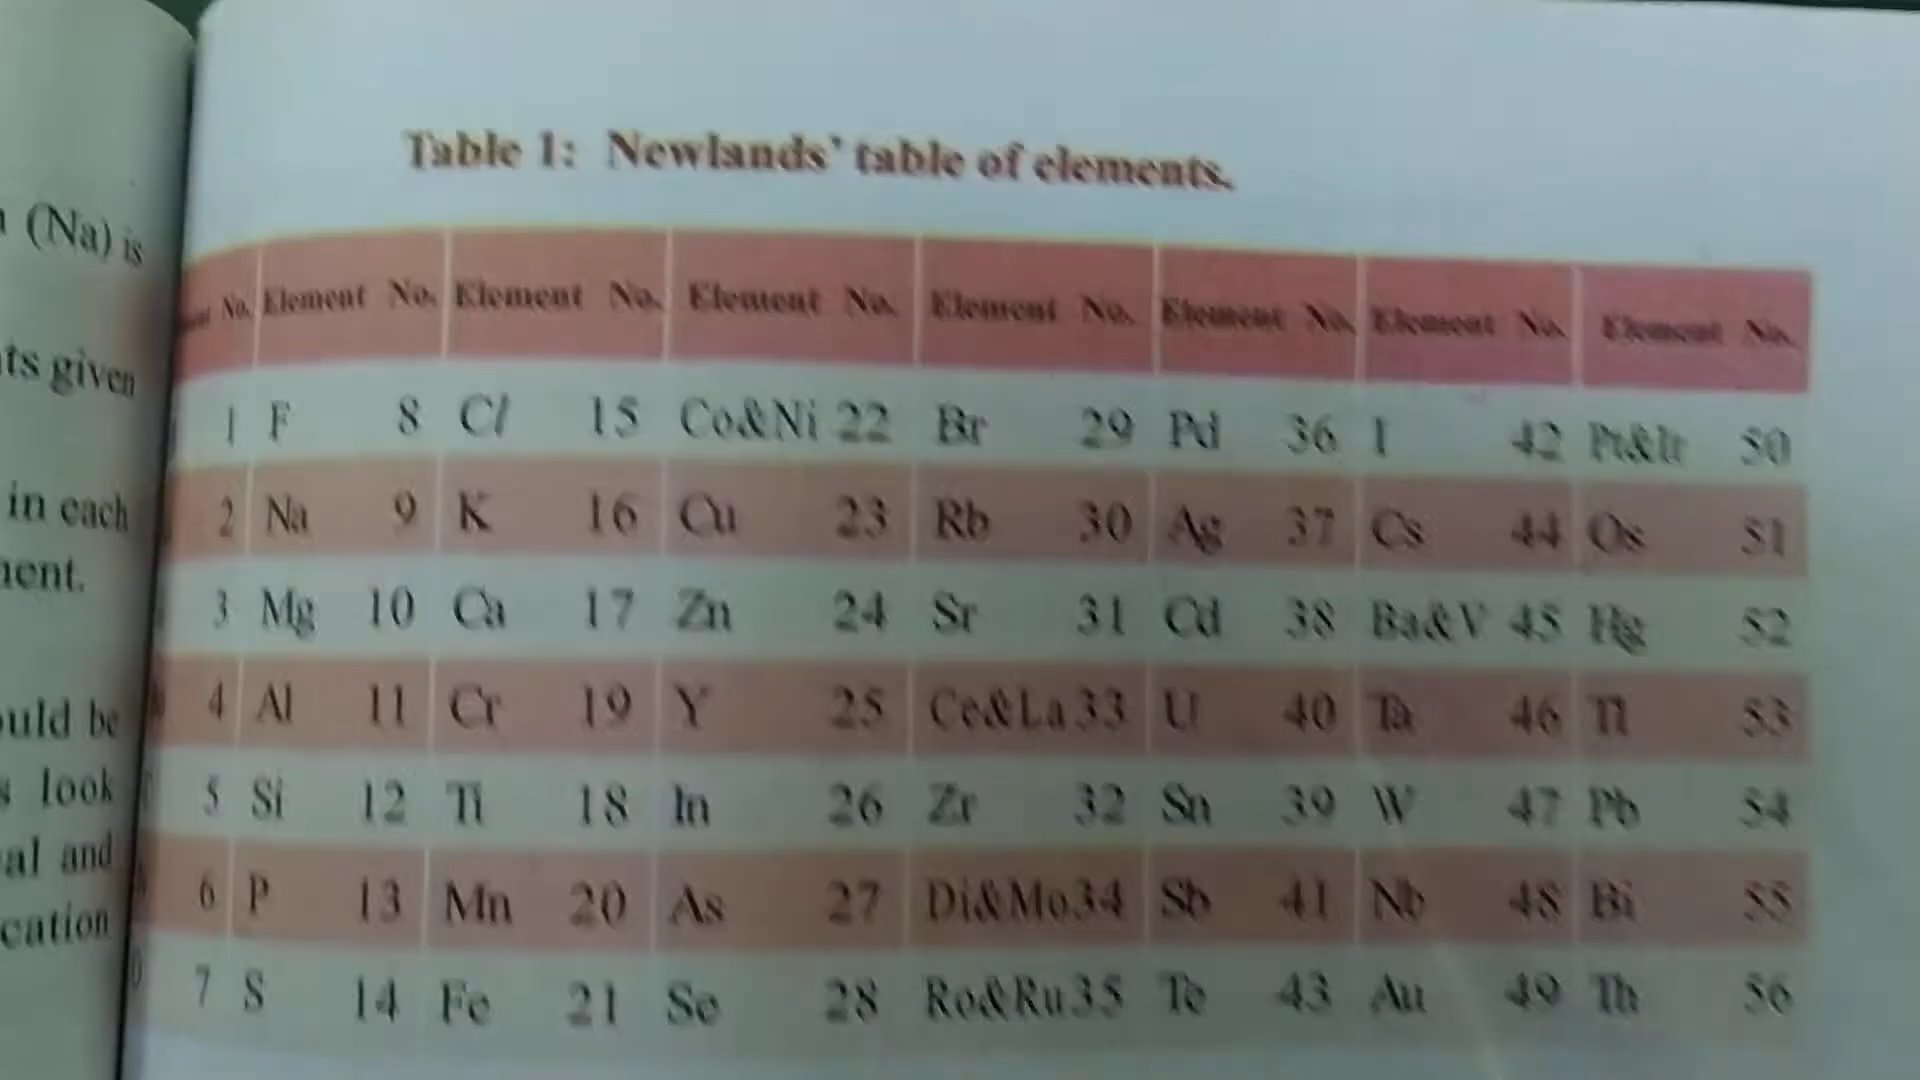 (Na) is
ts given
in each
ent.
uld be
look
al and
cation
Table 1: Newlands' table of elements.
No. Element No. Element No. Element No. Element No. Element No. Element No. Element No.
1 F 8 Cl 15 Co&Ni 22 Br 29 Pd 36 I 42 Pt&Ir 50
2 Na 9 K 16 Cu 23 Rb 30 Ag 37 Cs 44 Os 51
3 Mg 10 Ca 17 Zn 24 Sr 31 Cd 38 Ba&V 45 Hg 52
4 Al 11 Cr 19 Y 25 Ce&La 33 U 40 Ta 46 Tl 53
5 Si 12 Ti 18 In 26 Zr 32 Sn 39 W 47 Pb 54
6 P 13 Mn 20 As 27 Di&Mo 34 Sb 41 Nb 48 Bi 55
7 S 14 Fe 21 Se 28 Ro&Ru 35 Te 43 Au 49 Th 56